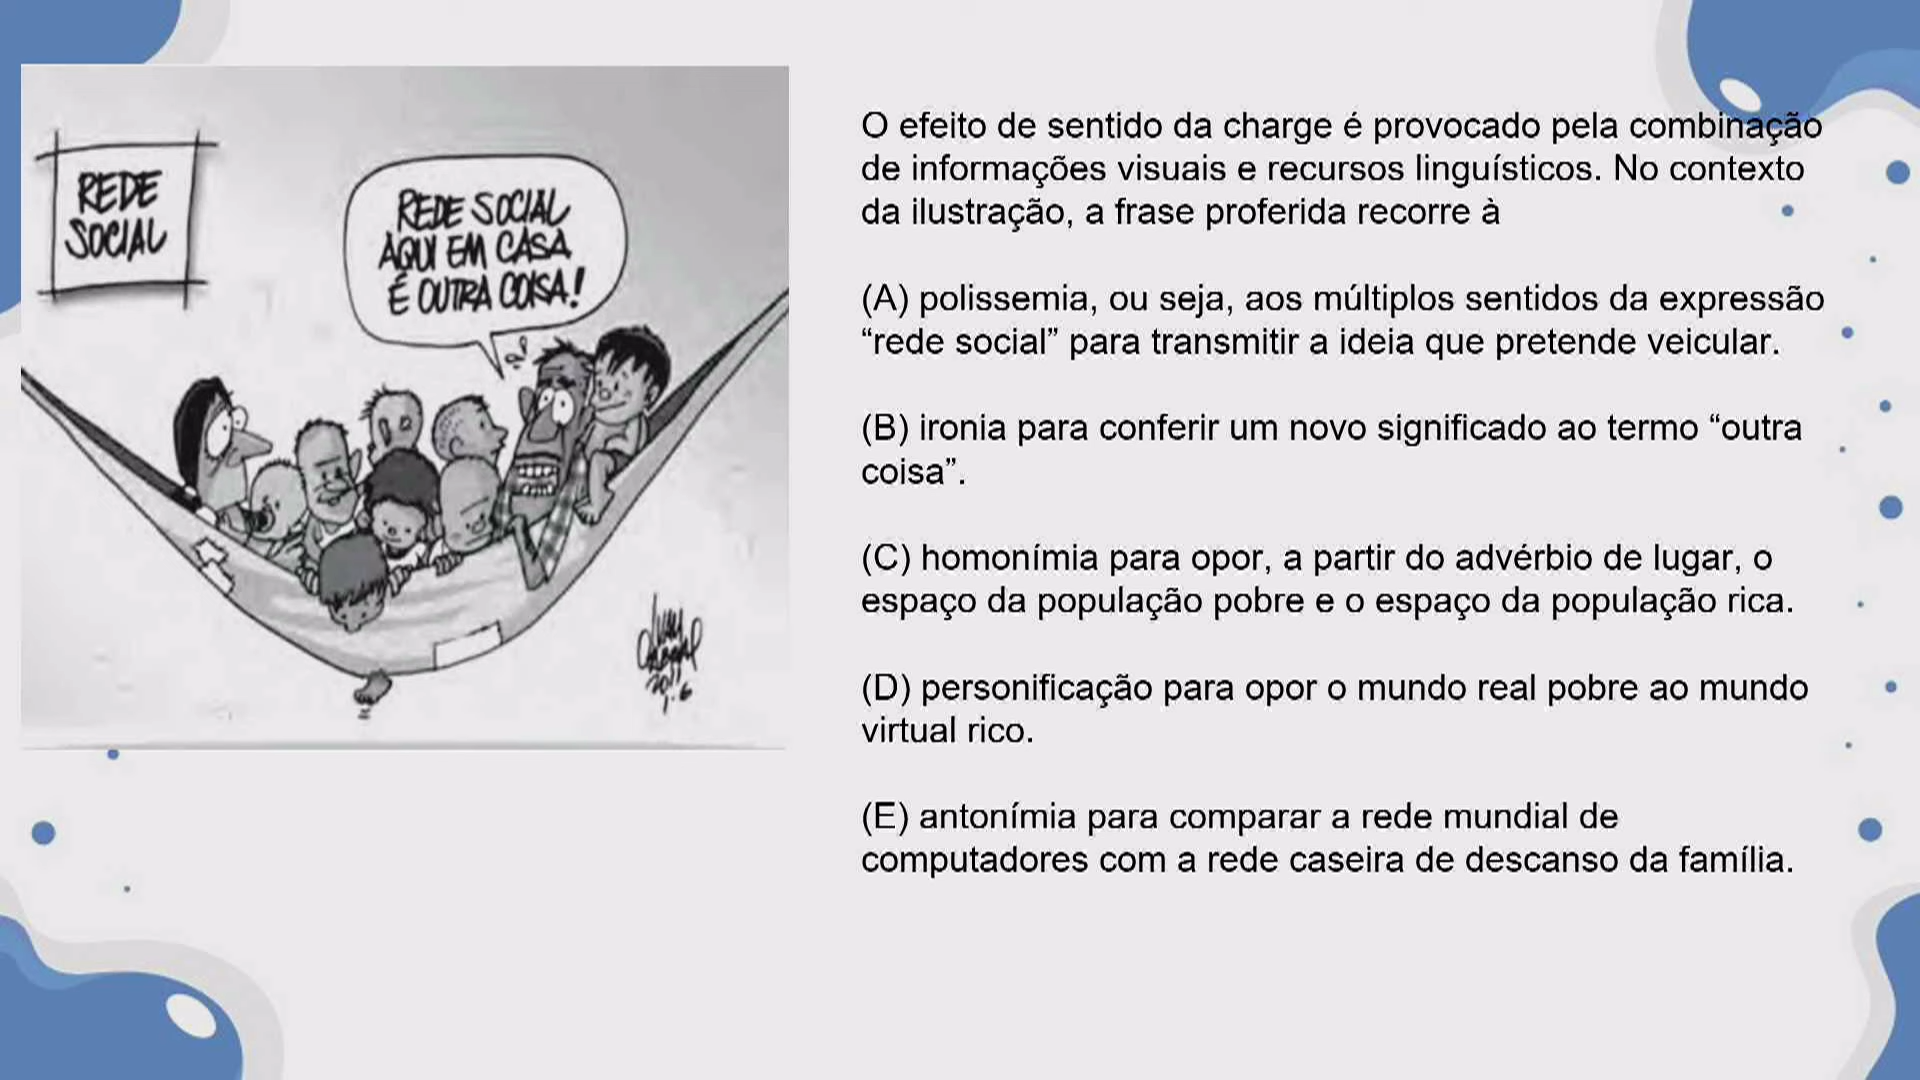 REDE
SOCIAL
REDE SOCIAL
AQUI EM CASA
É OUTRA COISA!
2011
O efeito de sentido da charge é provocado pela combinação
de informações visuais e recursos linguísticos. No contexto
da ilustração, a frase proferida recorre à
(A) polissemia, ou seja, aos múltiplos sentidos da expressão
“rede social” para transmitir a ideia que pretende veicular.
(B) ironia para conferir um novo significado ao termo “outra
coisa”.
(C) homonímia para opor, a partir do advérbio de lugar, o
espaço da população pobre e o espaço da população rica.
(D) personificação para opor o mundo real pobre ao mundo
virtual rico.
(E) antonímia para comparar a rede mundial de
computadores com a rede caseira de descanso da família.